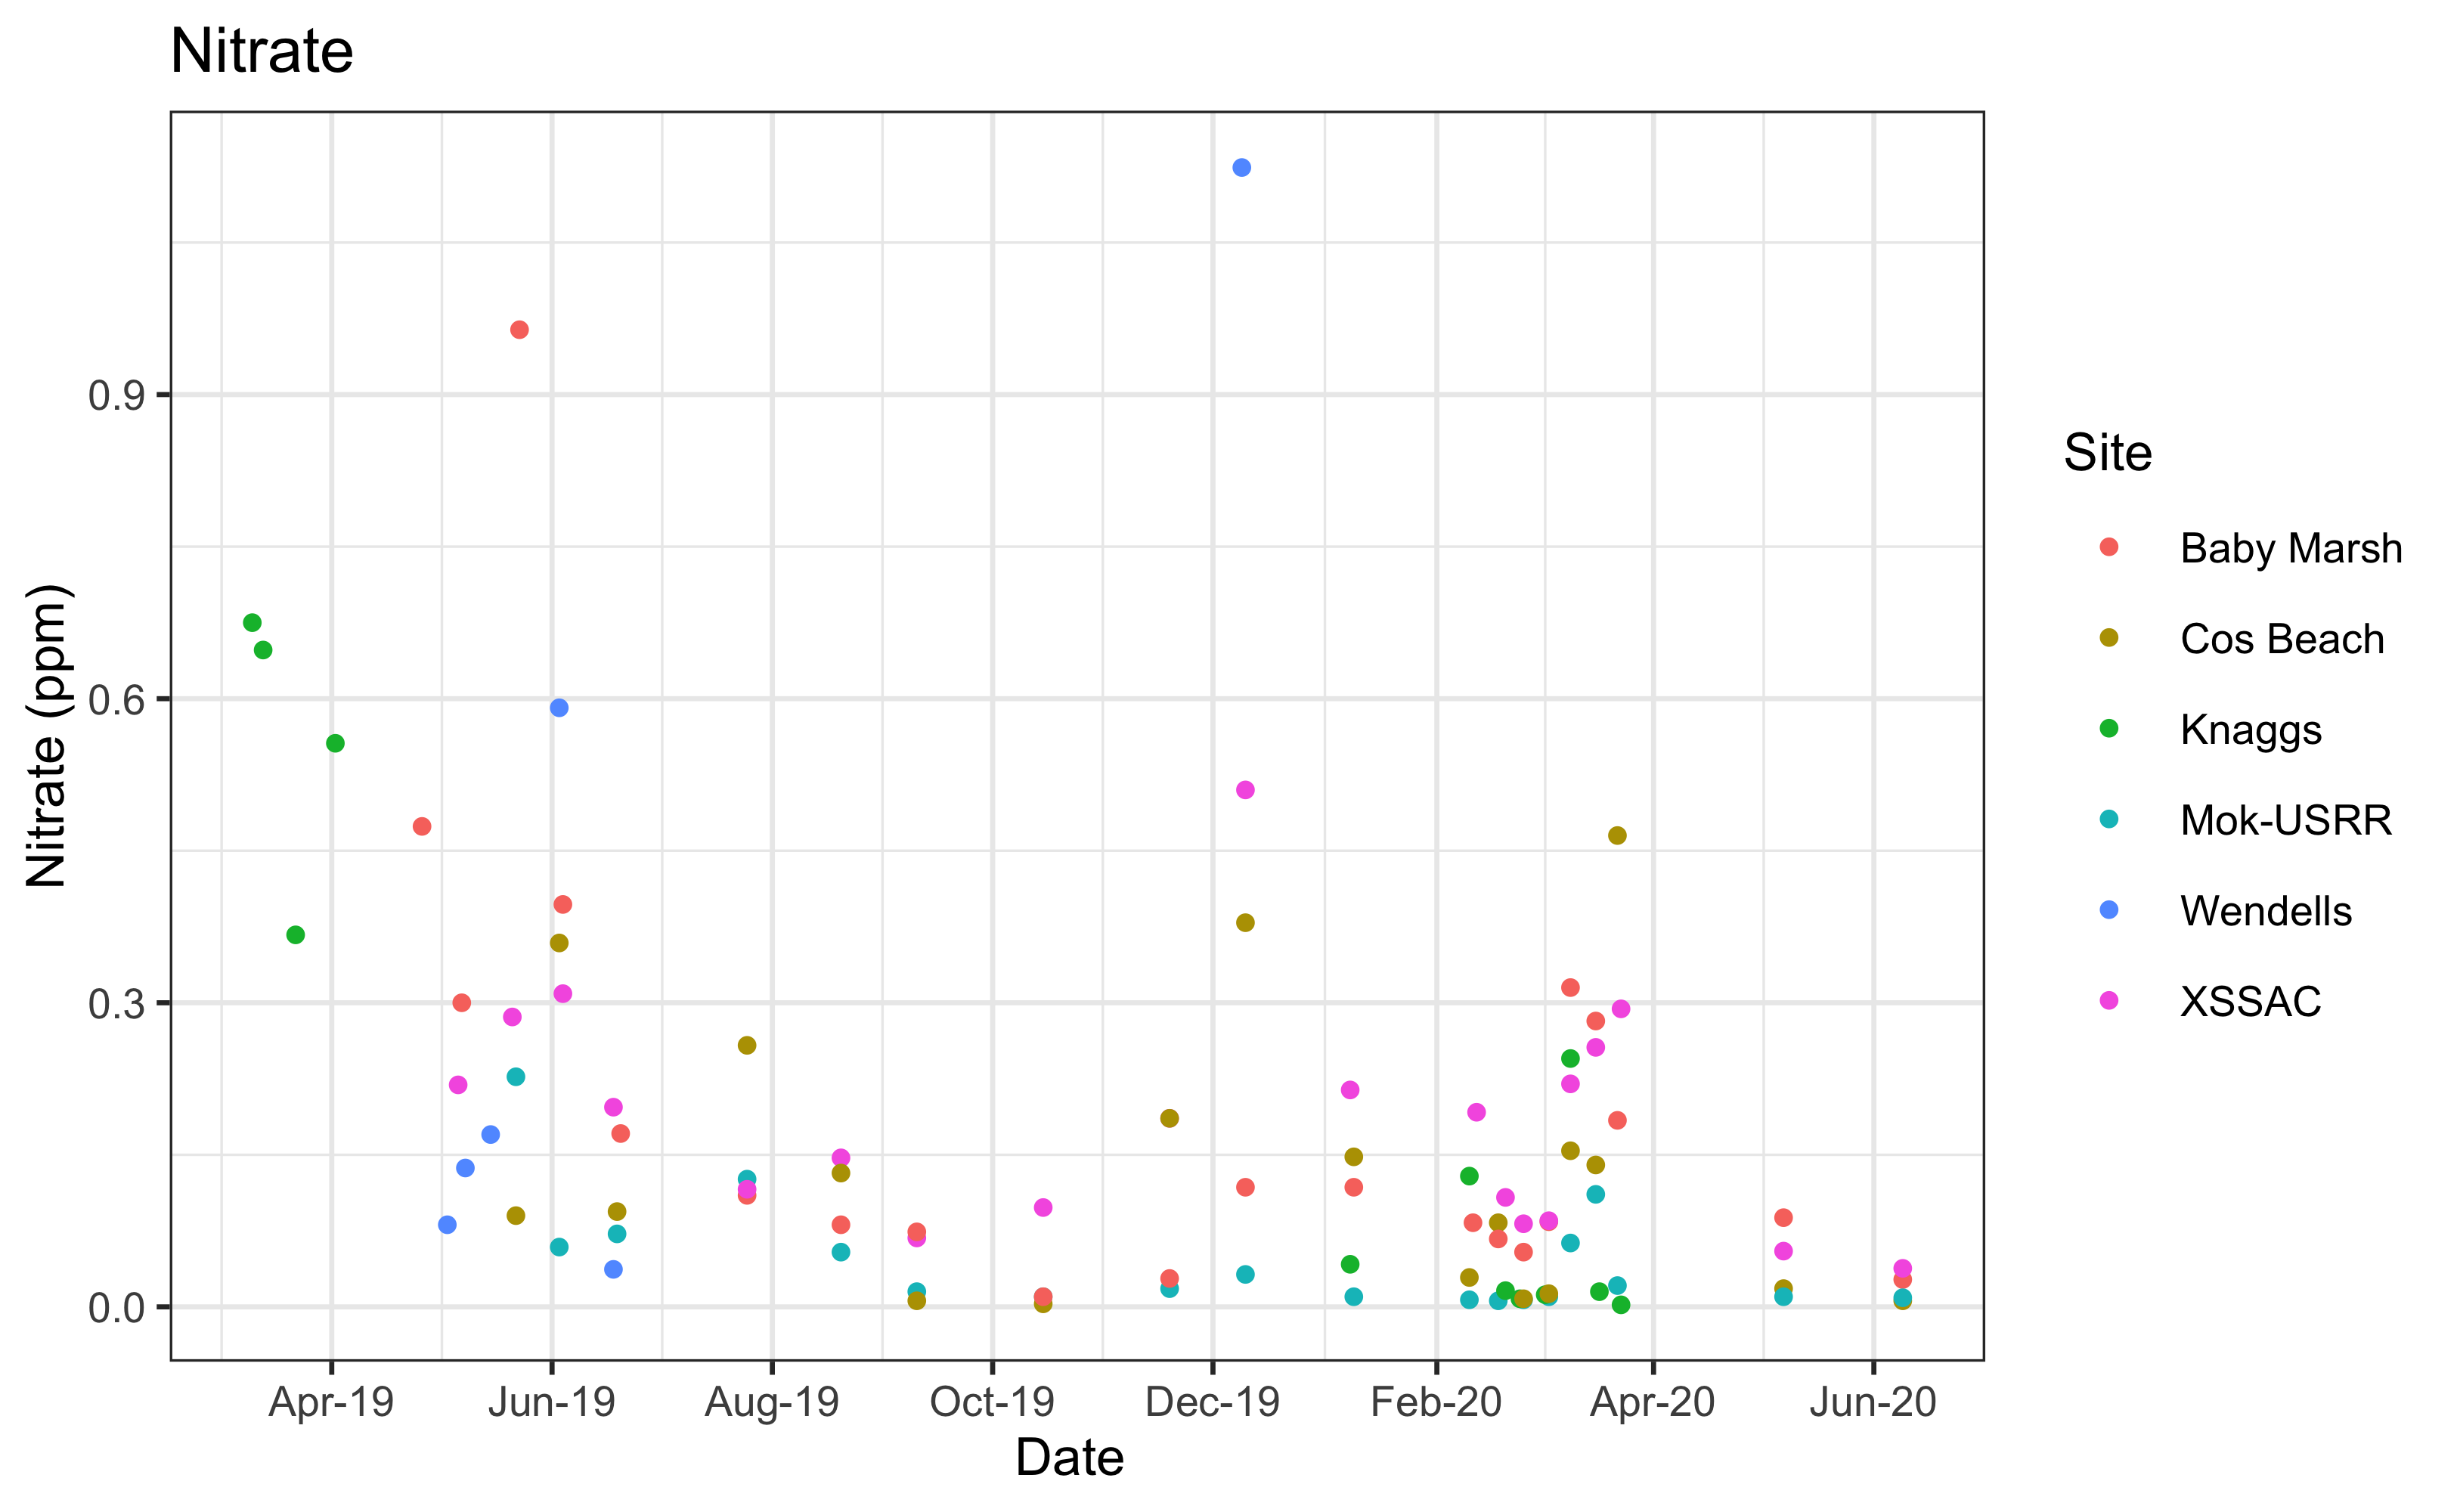 Nitrate
Nitrate (ppm)
0.9
0.6
0.3
0.0
Apr-19 Jun-19 Aug-19 Oct-19 Dec-19 Feb-20 Apr-20 Jun-20
Date
Site
Baby Marsh
Cos Beach
Knaggs
Mok-USRR
Wendells
XSSAC